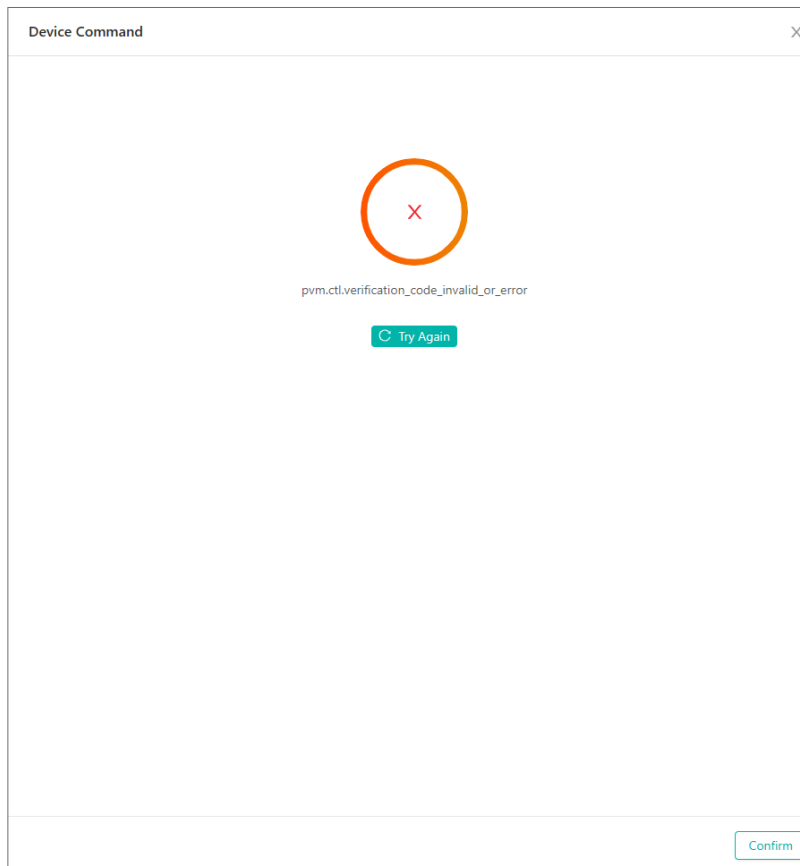 Device Command
pvm.ctl.verification_code_invalid_or_error
Try Again
Confirm